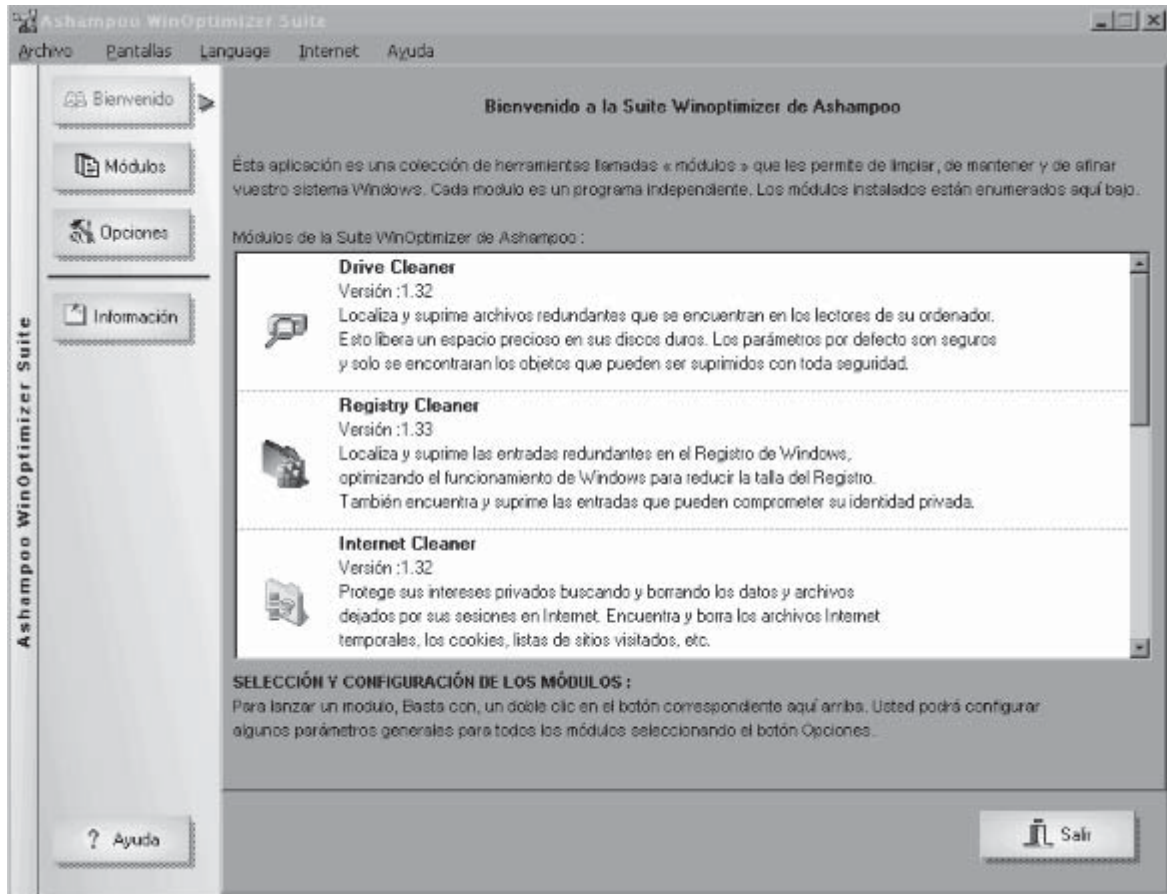 Ashampoo WinOptimizer Suite
Archivo Pantallas Language Internet Ayuda
Bienvenido
Módulos
Opciones
Información
Ashampoo WinOptimizer Suite
? Ayuda
Bienvenido a la Suite Winoptimizer de Ashampoo
Ésta aplicación es una colección de herramientas llamadas « módulos » que les permite de limpiar, de mantener y de afinar
vuestro sistema Windows. Cada modulo es un programa independiente. Los módulos instalados están enumerados aquí bajo.
Módulos de la Suite WinOptimizer de Ashampoo :
Drive Cleaner
Versión :1.32
Localiza y suprime archivos redundantes que se encuentran en los lectores de su ordenador.
Esto libera un espacio precioso en sus discos duros. Los parámetros por defecto son seguros
y solo se encontraran los objetos que pueden ser suprimidos con toda seguridad.
Registry Cleaner
Versión :1.33
Localiza y suprime las entradas redundantes en el Registro de Windows,
optimizando el funcionamiento de Windows para reducir la talla del Registro.
También encuentra y suprime las entradas que pueden comprometer su identidad privada.
Internet Cleaner
Versión :1.32
Protege sus intereses privados buscando y borrando los datos y archivos
dejados por sus sesiones en Internet. Encuentra y borra los archivos Internet
temporales, los cookies, listas de sitios visitados, etc.
SELECCIÓN Y CONFIGURACIÓN DE LOS MÓDULOS :
Para lanzar un modulo, Basta con, un doble clic en el botón correspondiente aquí arriba. Usted podrá configurar
algunos parámetros generales para todos los módulos seleccionando el botón Opciones.
Salir